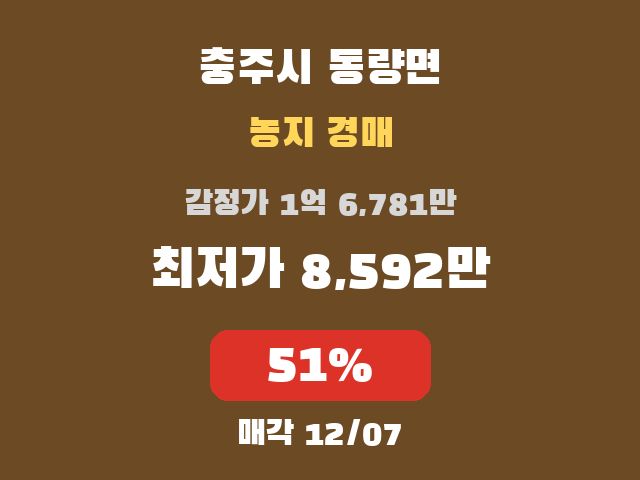 충주시 동량면
농지 경매
감정가 1억 6,781만
최저가 8,592만
51%
매각 12/07